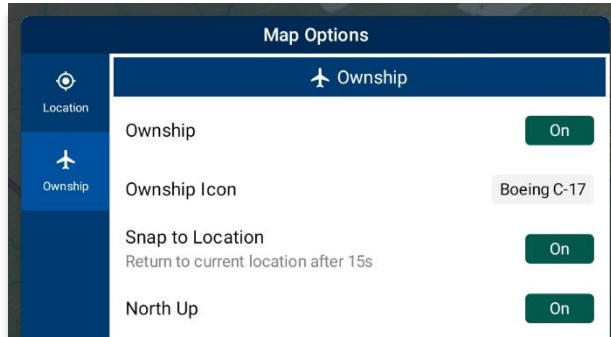 Map Options
Location
Ownship
Ownship
Ownship
On
Ownship Icon
Boeing C-17
Snap to Location
Return to current location after 15s
On
North Up
On